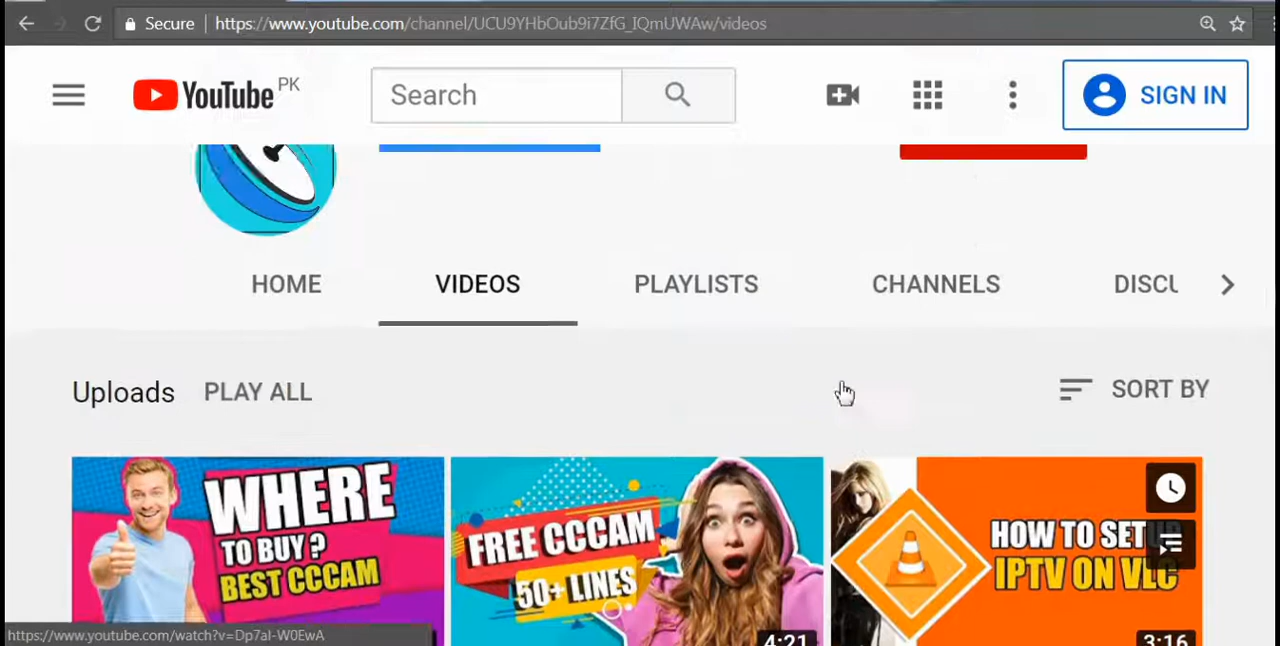 Secure https://www.youtube.com/channel/UCU9YHbOub9i7ZfG_IQmUWAw/videos
YouTube PK
Search
SIGN IN
HOME
VIDEOS
PLAYLISTS
CHANNELS
DISCU
Uploads
PLAY ALL
SORT BY
WHERE
TO BUY?
BEST CCCAM
FREE CCCAM
50+ LINES
4:21
HOW TO SET
IPTV ON VLC
3:16
https://www.youtube.com/watch?v=Dp7al-W0EwA